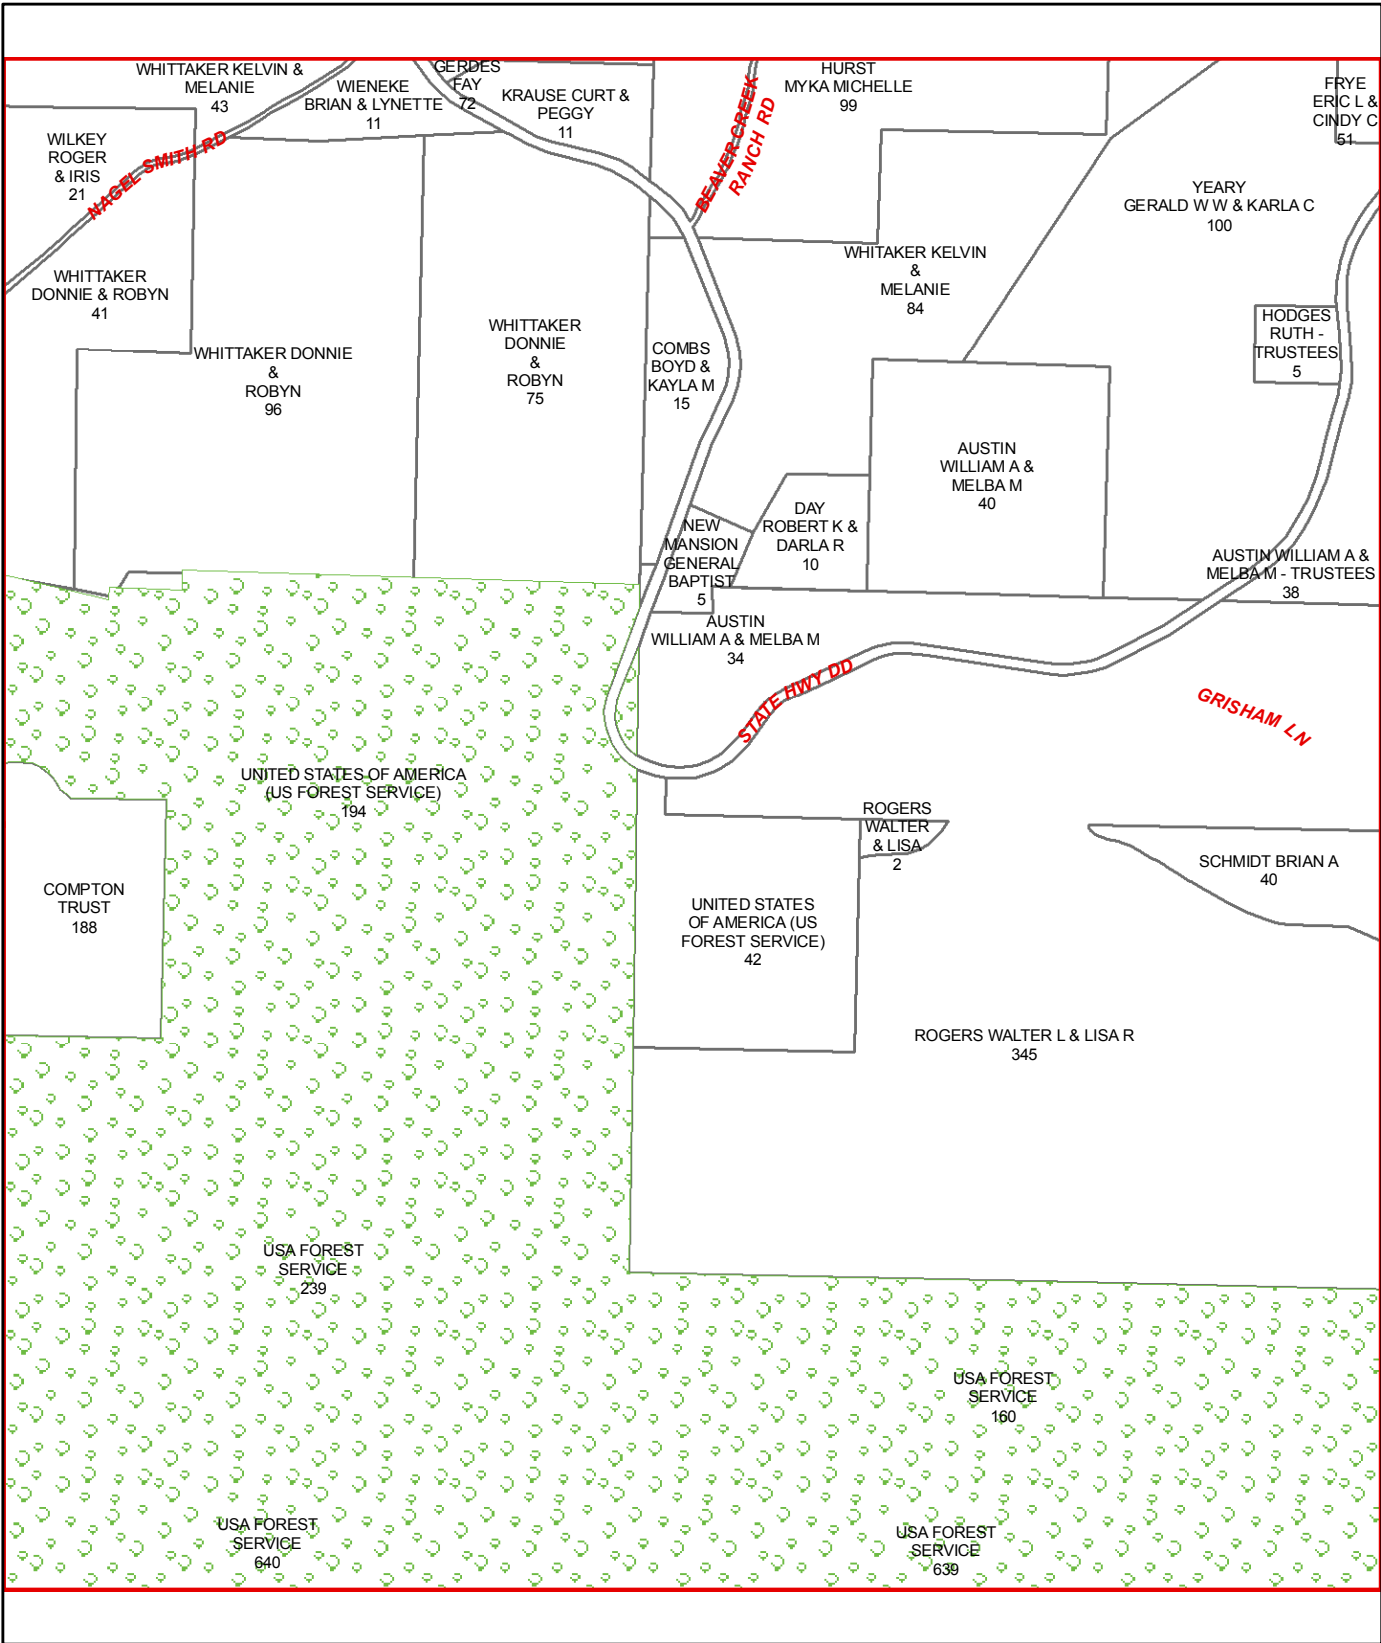 WHITTAKER KELVIN &
MELANIE
43
WIENEKE
BRIAN & LYNETTE
11
GERDES
FAY
72
KRAUSE CURT &
PEGGY
11
BEAVER CREEK
RANCH RD
HURST
MYKA MICHELLE
99
FRYE
ERIC L &
CINDY C
51
WILKEY
ROGER
& IRIS
21
NAGEL SMITH RD
YEARY
GERALD W W & KARLA C
100
WHITTAKER
DONNIE & ROBYN
41
WHITAKER KELVIN
&
MELANIE
84
HODGES
RUTH -
TRUSTEES
5
WHITTAKER DONNIE
&
ROBYN
96
WHITTAKER
DONNIE
&
ROBYN
75
COMBS
BOYD &
KAYLA M
15
AUSTIN
WILLIAM A &
MELBA M
40
NEW
MANSION
GENERAL
BAPTIST
5
DAY
ROBERT K &
DARLA R
10
AUSTIN WILLIAM A &
MELBA M - TRUSTEES
38
AUSTIN
WILLIAM A & MELBA M
34
STATE HWY DD
GRISHAM LN
UNITED STATES OF AMERICA
(US FOREST SERVICE)
194
ROGERS
WALTER
& LISA
2
SCHMIDT BRIAN A
40
COMPTON
TRUST
188
UNITED STATES
OF AMERICA (US
FOREST SERVICE)
42
ROGERS WALTER L & LISA R
345
USA FOREST
SERVICE
239
USA FOREST
SERVICE
160
USA FOREST
SERVICE
640
USA FOREST
SERVICE
639